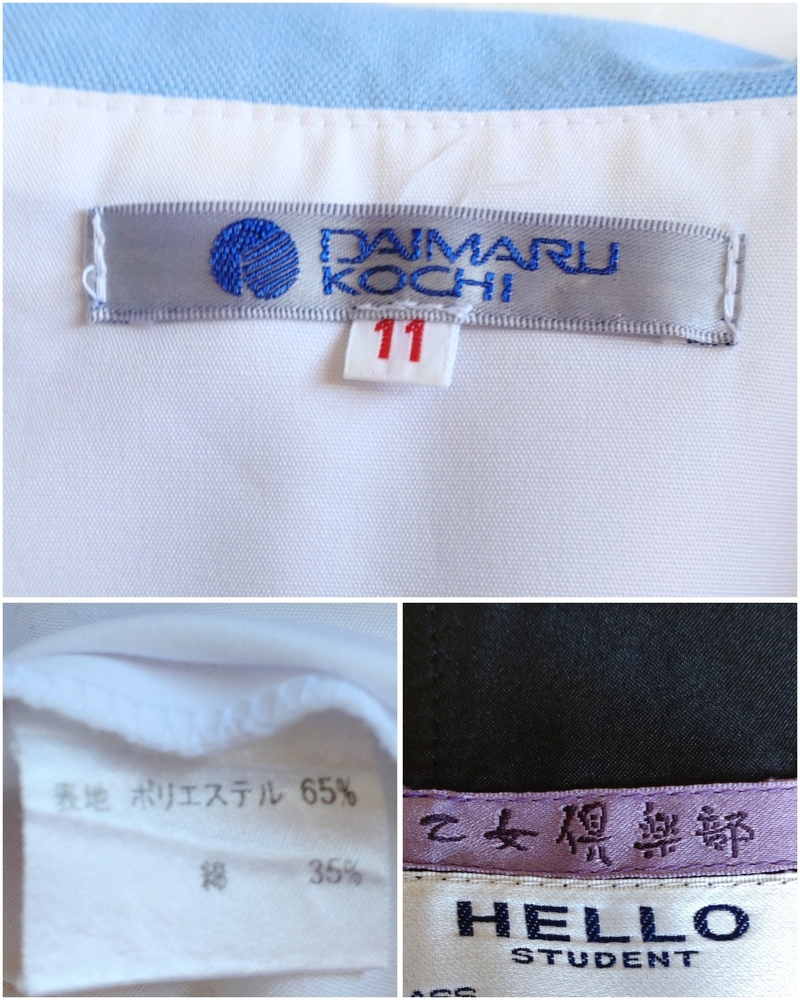 DAIMARU
KOCHI
11
表地 ポリエステル 65%
綿 35%
乙女倶楽部
HELLO
STUDENT